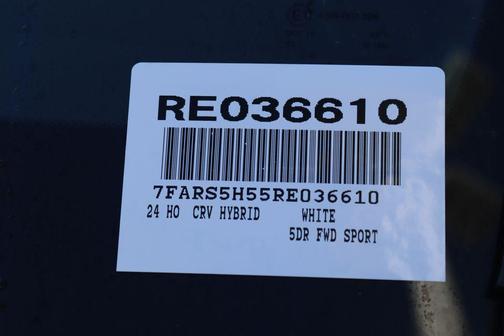 RE036610
7FARS5H55RE036610
24 HO CRV HYBRID WHITE
5DR FWD SPORT